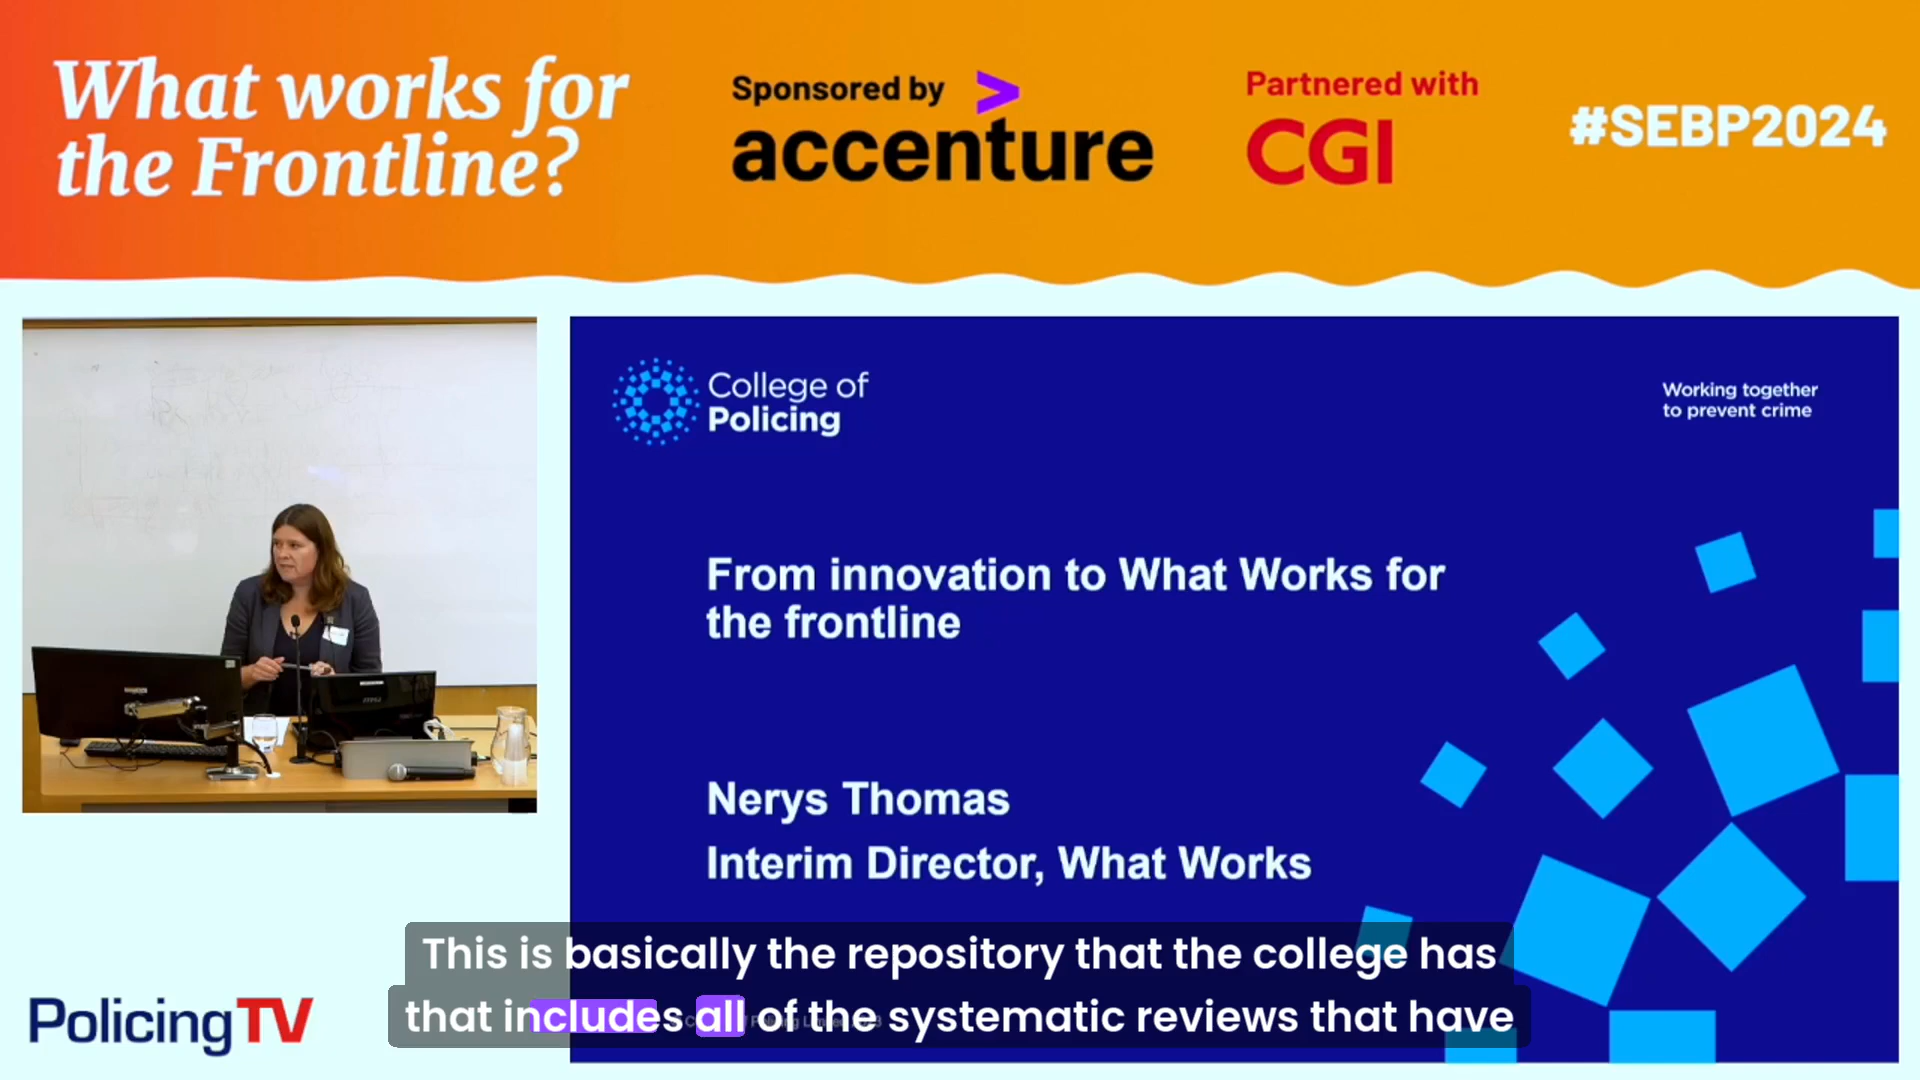 What works for
the Frontline?
Sponsored by
accenture
Partnered with
CGI
#SEBP2024
College of
Policing
Working together
to prevent crime
From innovation to What Works for
the frontline
Nerys Thomas
Interim Director, What Works
This is basically the repository that the college has
that includes all of the systematic reviews that have
PolicingTV